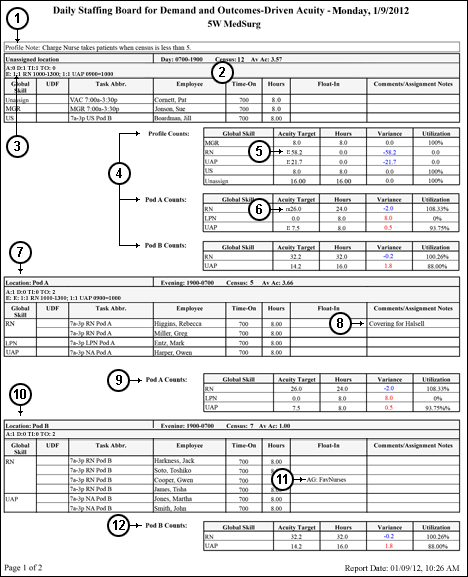 Daily Staffing Board for Demand and Outcomes-Driven Acuity - Monday, 1/9/2012
5W MedSurg
1
Profile Note: Charge Nurse takes patients when census is less than 5.
Unassigned location Day: 0700-1900 Census: 12 Av Ac: 3.57
A:0 D:1 TI:1 TO: 0
2
E: 1:1 RN 1000-1300; 1:1 UAP 0900=1000
Global Skill UDF Task Abbr. Employee Time-On Hours Float-In Comments/Assignment Notes
Unassign VAC 7:00a-3:30p Cornett, Pat 700 8.0
MGR MGR 7:00a-3:30p Jonson, Sue 700 8.0
US 7a-3p US Pod B Boardman, Jill 700 8.0
3
4
Profile Counts:
Global Skill Acuity Target Hours Variance Utilization
MGR 8.0 8.0 0.0 100%
5
RN E 58.2 0.0 -58.2 0.0
UAP E 21.7 0.0 -21.7 0.0
US 8.0 8.0 0.0 100%
Unassign 16.00 16.00 0.0 100%
Pod A Counts:
Global Skill Acuity Target Hours Variance Utilization
6
RN 26.0 24.0 -2.0 108.33%
LPN 0.0 8.0 8.0 0%
UAP E 7.5 8.0 0.5 93.75%
Pod B Counts:
Global Skill Acuity Target Hours Variance Utilization
RN 32.2 32.0 -0.2 100.26%
UAP 14.2 16.0 1.8 88.00%
7
Location: Pod A Evening: 1900-0700 Census: 5 Av Ac: 3.66
A:1 D:0 TI:0 TO: 2
E: E: 1:1 RN 1000-1300; 1:1 UAP 0900=1000
Global Skill UDF Task Abbr. Employee Time-On Hours Float-In Comments/Assignment Notes
RN 7a-3p RN Pod A Higgins, Rebecca 700 8.00 8 Covering for Halsell
7a-3p RN Pod A Miller, Greg 700 8.00
LPN 7a-3p LPN Pod A Entz, Mark 700 8.00
UAP 7a-3p NA Pod A Harper, Owen 700 8.00
9
Pod A Counts:
Global Skill Acuity Target Hours Variance Utilization
RN 26.0 24.0 -2.0 108.33%
LPN 0.0 8.0 8.0 0%
UAP 7.5 8.0 0.5 93.75%%
10
Location: Pod B Evening: 1900-0700 Census: 7 Av Ac: 1.00
A:1 D:0 TI:0 TO: 2
Global Skill UDF Task Abbr. Employee Time-On Hours Float-In Comments/Assignment Notes
RN 7a-3p RN Pod B Harkness, Jack 700 8.00
7a-3p RN Pod B Soto, Toshiko 700 8.00
7a-3p RN Pod B Cooper, Gwen 700 8.00 11 AG: FavNurses
7a-3p RN Pod B James, Tisha 700 8.00
UAP 7a-3p NA Pod B Jones, Martha 700 8.00
7a-3p NA Pod B Smith, John 700 8.00
12
Pod B Counts:
Global Skill Acuity Target Hours Variance Utilization
RN 32.2 32.0 -0.2 100.26%
UAP 14.2 16.0 1.8 88.00%
Page 1 of 2 Report Date: 01/09/12, 10:26 AM